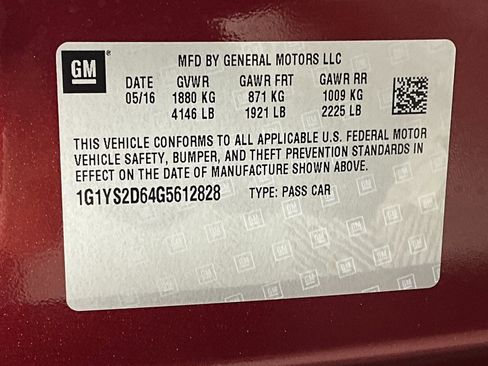 GM
MFD BY GENERAL MOTORS LLC
DATE GVWR GAWR FRT GAWR RR
05/16 1880 KG 871 KG 1009 KG
4146 LB 1921 LB 2225 LB
THIS VEHICLE CONFORMS TO ALL APPLICABLE U.S. FEDERAL MOTOR
VEHICLE SAFETY, BUMPER, AND THEFT PREVENTION STANDARDS IN
EFFECT ON THE DATE OF MANUFACTURE SHOWN ABOVE.
1G1YS2D64G5612828 TYPE: PASS CAR